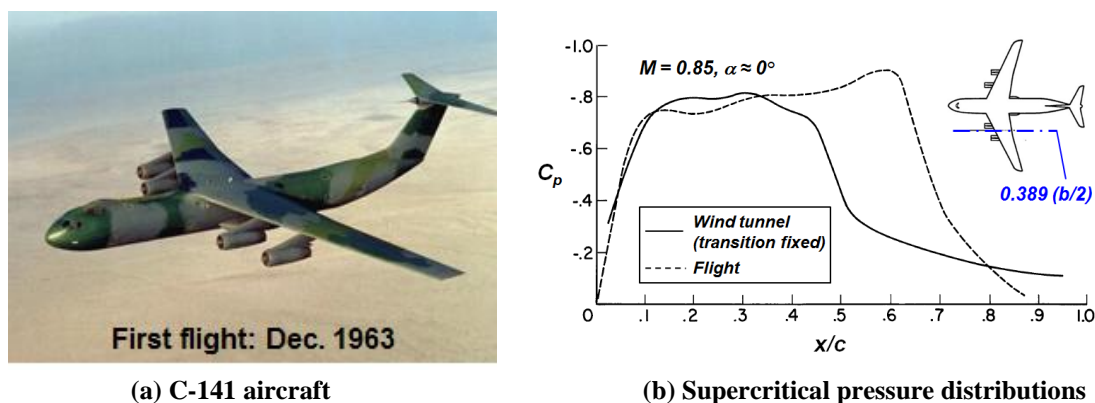 First flight: Dec. 1963
(a) C-141 aircraft
-1.0
-.8
-.6
-.4
-.2
0
Cp
M = 0.85, α ≈ 0°
0.389 (b/2)
Wind tunnel
(transition fixed)
Flight
.1 .2 .3 .4 .5 .6 .7 .8 .9 1.0
x/c
(b) Supercritical pressure distributions